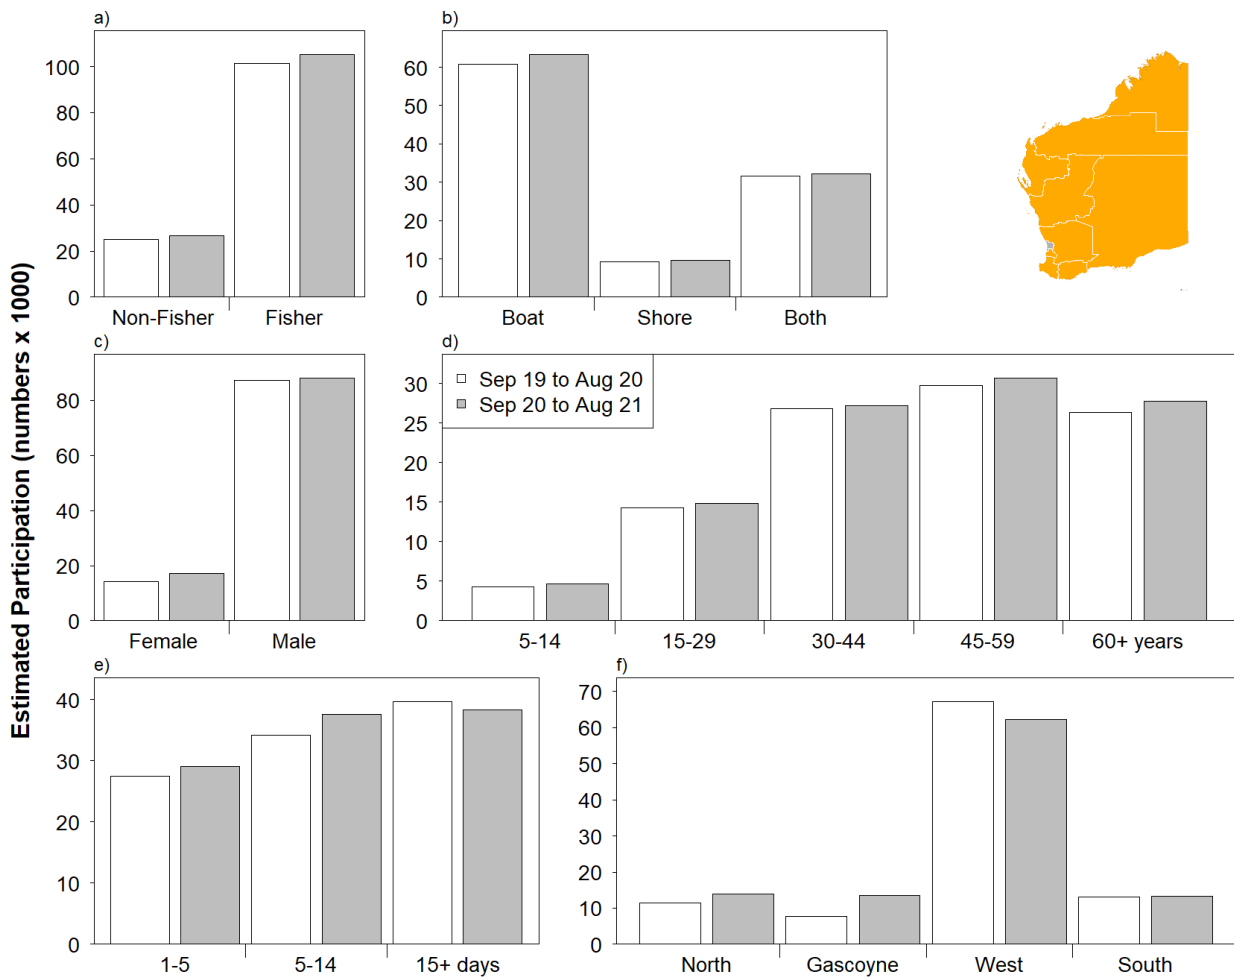 a)
100
80
60
40
20
0
Non-Fisher Fisher
b)
60
50
40
30
20
10
0
Boat Shore Both
Estimated Participation (numbers x 1000)
c)
80
60
40
20
0
Female Male
d)
Sep 19 to Aug 20
Sep 20 to Aug 21
30
25
20
15
10
5
0
5-14 15-29 30-44 45-59 60+ years
e)
40
30
20
10
0
1-5 5-14 15+ days
f)
70
60
50
40
30
20
10
0
North Gascoyne West South